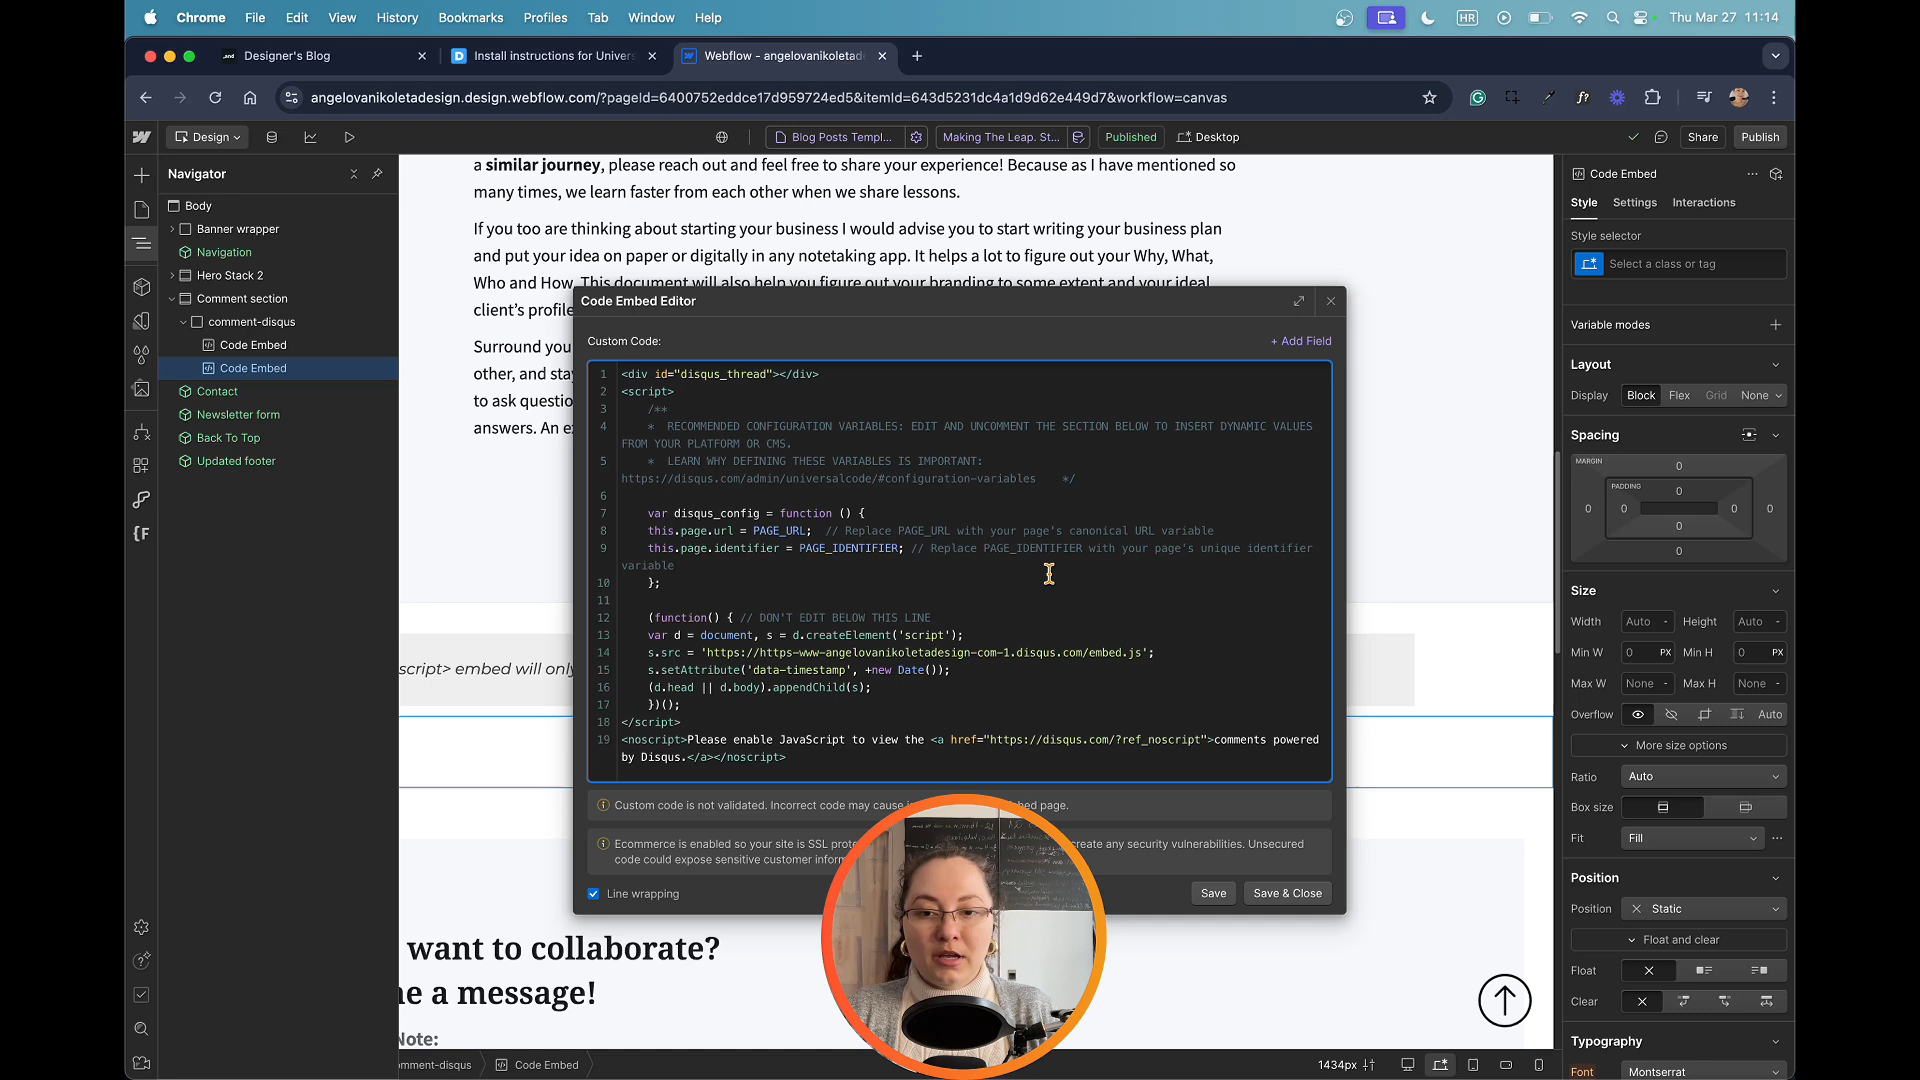 Chrome File Edit View History Bookmarks Profiles Tab Window Help
HR
Thu Mar 27 11:14
.and Designer's Blog
D Install instructions for Univers
Webflow - angelovanikoletad
angelovanikoletadesign.design.webflow.com/?pageId=6400752eddce17d959724ed5&itemId=643d5231dc4a1d9d62e449d7&workflow=canvas
f?
Design
Blog Posts Templ...
Making The Leap. St...
Published
Desktop
Share
Publish
Navigator
Body
Banner wrapper
Navigation
Hero Stack 2
Comment section
comment-disqus
Code Embed
Code Embed
Contact
Newsletter form
Back To Top
Updated footer
a similar journey, please reach out and feel free to share your experience! Because as I have mentioned so
many times, we learn faster from each other when we share lessons.
If you too are thinking about starting your business I would advise you to start writing your business plan
and put your idea on paper or digitally in any notetaking app. It helps a lot to figure out your Why, What,
Who and How. This document will also help you figure out your branding to some extent and your ideal
client's profile
Surround you
other, and stay
to ask questio
answers. An ex
script> embed will only
want to collaborate?
ne a message!
Note:
Code Embed Editor
Custom Code:
+ Add Field
1 <div id="disqus_thread"></div>
2 <script>
3 /**
4 * RECOMMENDED CONFIGURATION VARIABLES: EDIT AND UNCOMMENT THE SECTION BELOW TO INSERT DYNAMIC VALUES
FROM YOUR PLATFORM OR CMS.
5 * LEARN WHY DEFINING THESE VARIABLES IS IMPORTANT:
https://disqus.com/admin/universalcode/#configuration-variables */
6
7 var disqus_config = function () {
8 this.page.url = PAGE_URL; // Replace PAGE_URL with your page's canonical URL variable
9 this.page.identifier = PAGE_IDENTIFIER; // Replace PAGE_IDENTIFIER with your page's unique identifier
variable
10 };
11
12 (function() { // DON'T EDIT BELOW THIS LINE
13 var d = document, s = d.createElement('script');
14 s.src = 'https://https-www-angelovanikoletadesign-com-1.disqus.com/embed.js';
15 s.setAttribute('data-timestamp', +new Date());
16 (d.head || d.body).appendChild(s);
17 })();
18 </script>
19 <noscript>Please enable JavaScript to view the <a href="https://disqus.com/?ref_noscript">comments powered
by Disqus.</a></noscript>
Custom code is not validated. Incorrect code may cause i
ed page.
Ecommerce is enabled so your site is SSL prote
create any security vulnerabilities. Unsecured
code could expose sensitive customer inform
Line wrapping
Save
Save & Close
Code Embed
Style Settings Interactions
Style selector
Select a class or tag
Variable modes
Layout
Display Block Flex Grid None
Spacing
MARGIN
0
PADDING
0
0 0 0 0
0
0
Size
Width Auto - Height Auto -
Min W 0 PX Min H 0 PX
Max W None - Max H None -
Overflow Auto
More size options
Ratio Auto
Box size
Fit Fill
Position
Position Static
Float and clear
Float
Clear
Typography
Font Montserrat
omment-disqus
Code Embed
1434px